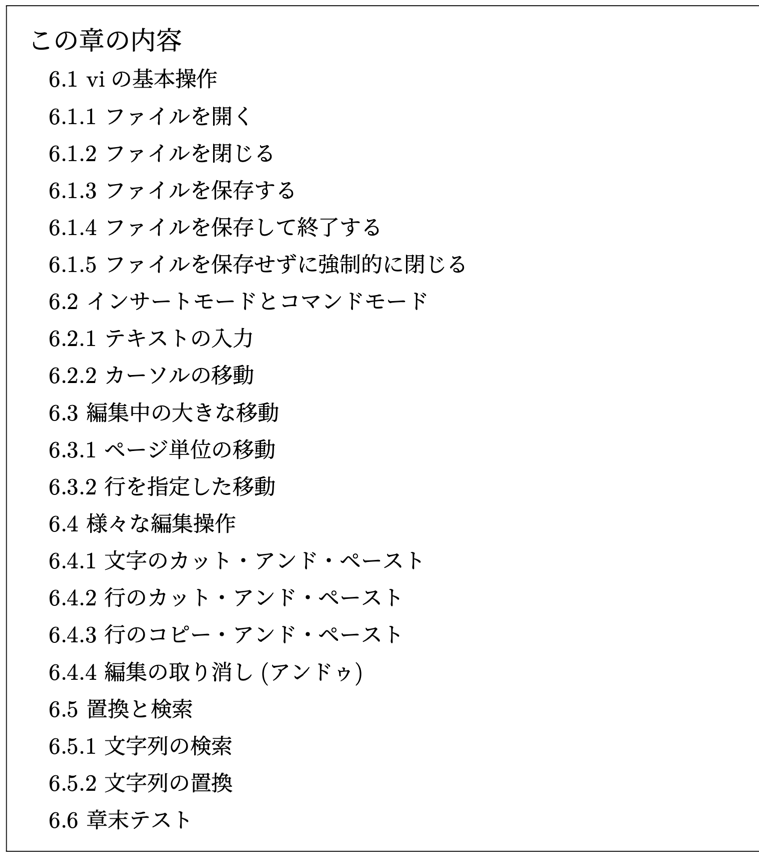 この章の内容
6.1 vi の基本操作
6.1.1 ファイルを開く
6.1.2 ファイルを閉じる
6.1.3 ファイルを保存する
6.1.4 ファイルを保存して終了する
6.1.5 ファイルを保存せずに強制的に閉じる
6.2 インサートモードとコマンドモード
6.2.1 テキストの入力
6.2.2 カーソルの移動
6.3 編集中の大きな移動
6.3.1 ページ単位の移動
6.3.2 行を指定した移動
6.4 様々な編集操作
6.4.1 文字のカット・アンド・ペースト
6.4.2 行のカット・アンド・ペースト
6.4.3 行のコピー・アンド・ペースト
6.4.4 編集の取り消し (アンドゥ)
6.5 置換と検索
6.5.1 文字列の検索
6.5.2 文字列の置換
6.6 章末テスト